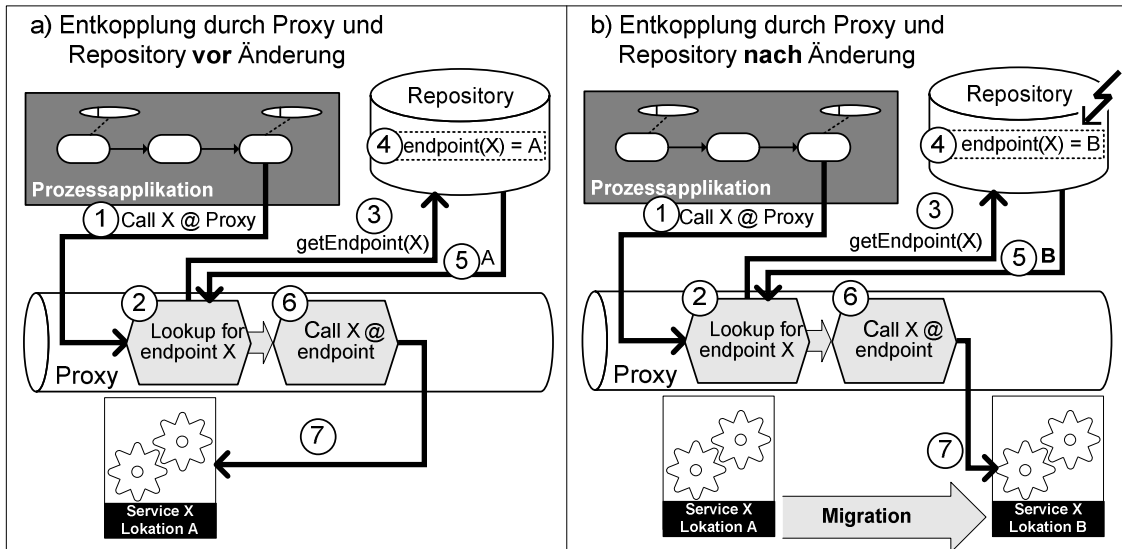 a) Entkopplung durch Proxy und
Repository vor Änderung
Repository
4 endpoint(X) = A
Prozessapplikation
1 Call X @ Proxy
3
getEndpoint(X)
5 A
2
6
Lookup for
endpoint X
Call X @
endpoint
Proxy
7
Service X
Lokation A
b) Entkopplung durch Proxy und
Repository nach Änderung
Repository
4 endpoint(X) = B
Prozessapplikation
1 Call X @ Proxy
3
getEndpoint(X)
5 B
2
6
Lookup for
endpoint X
Call X @
endpoint
Proxy
7
Service X
Lokation A
Migration
Service X
Lokation B